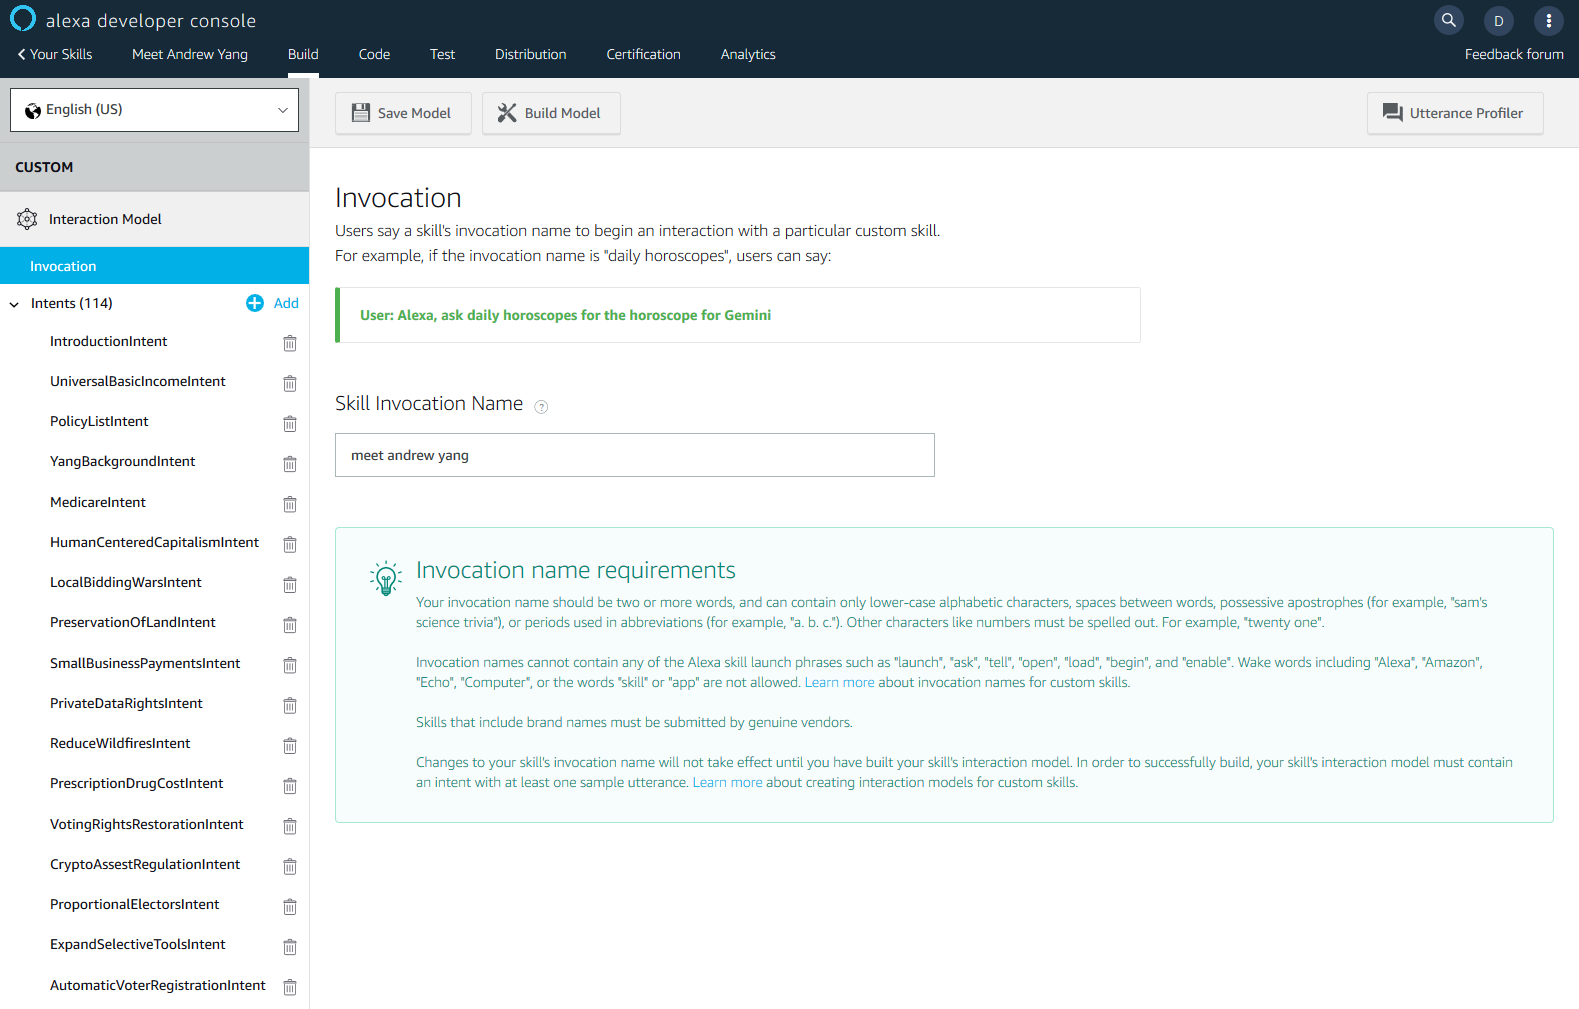 alexa developer console
D
Your Skills
Meet Andrew Yang
Build
Code
Test
Distribution
Certification
Analytics
Feedback forum
English (US)
Save Model
Build Model
Utterance Profiler
CUSTOM
Interaction Model
Invocation
Intents (114)
Add
IntroductionIntent
UniversalBasicIncomeIntent
PolicyListIntent
YangBackgroundIntent
MedicareIntent
HumanCenteredCapitalismIntent
LocalBiddingWarsIntent
PreservationOfLandIntent
SmallBusinessPaymentsIntent
PrivateDataRightsIntent
ReduceWildfiresIntent
PrescriptionDrugCostIntent
VotingRightsRestorationIntent
CryptoAssestRegulationIntent
ProportionalElectorsIntent
ExpandSelectiveToolsIntent
AutomaticVoterRegistrationIntent
Invocation
Users say a skill's invocation name to begin an interaction with a particular custom skill.
For example, if the invocation name is "daily horoscopes", users can say:
User: Alexa, ask daily horoscopes for the horoscope for Gemini
Skill Invocation Name ?
meet andrew yang
Invocation name requirements
Your invocation name should be two or more words, and can contain only lower-case alphabetic characters, spaces between words, possessive apostrophes (for example, "sam's
science trivia"), or periods used in abbreviations (for example, "a. b. c."). Other characters like numbers must be spelled out. For example, "twenty one".
Invocation names cannot contain any of the Alexa skill launch phrases such as "launch", "ask", "tell", "open", "load", "begin", and "enable". Wake words including "Alexa", "Amazon",
"Echo", "Computer", or the words "skill" or "app" are not allowed. Learn more about invocation names for custom skills.
Skills that include brand names must be submitted by genuine vendors.
Changes to your skill's invocation name will not take effect until you have built your skill's interaction model. In order to successfully build, your skill's interaction model must contain
an intent with at least one sample utterance. Learn more about creating interaction models for custom skills.